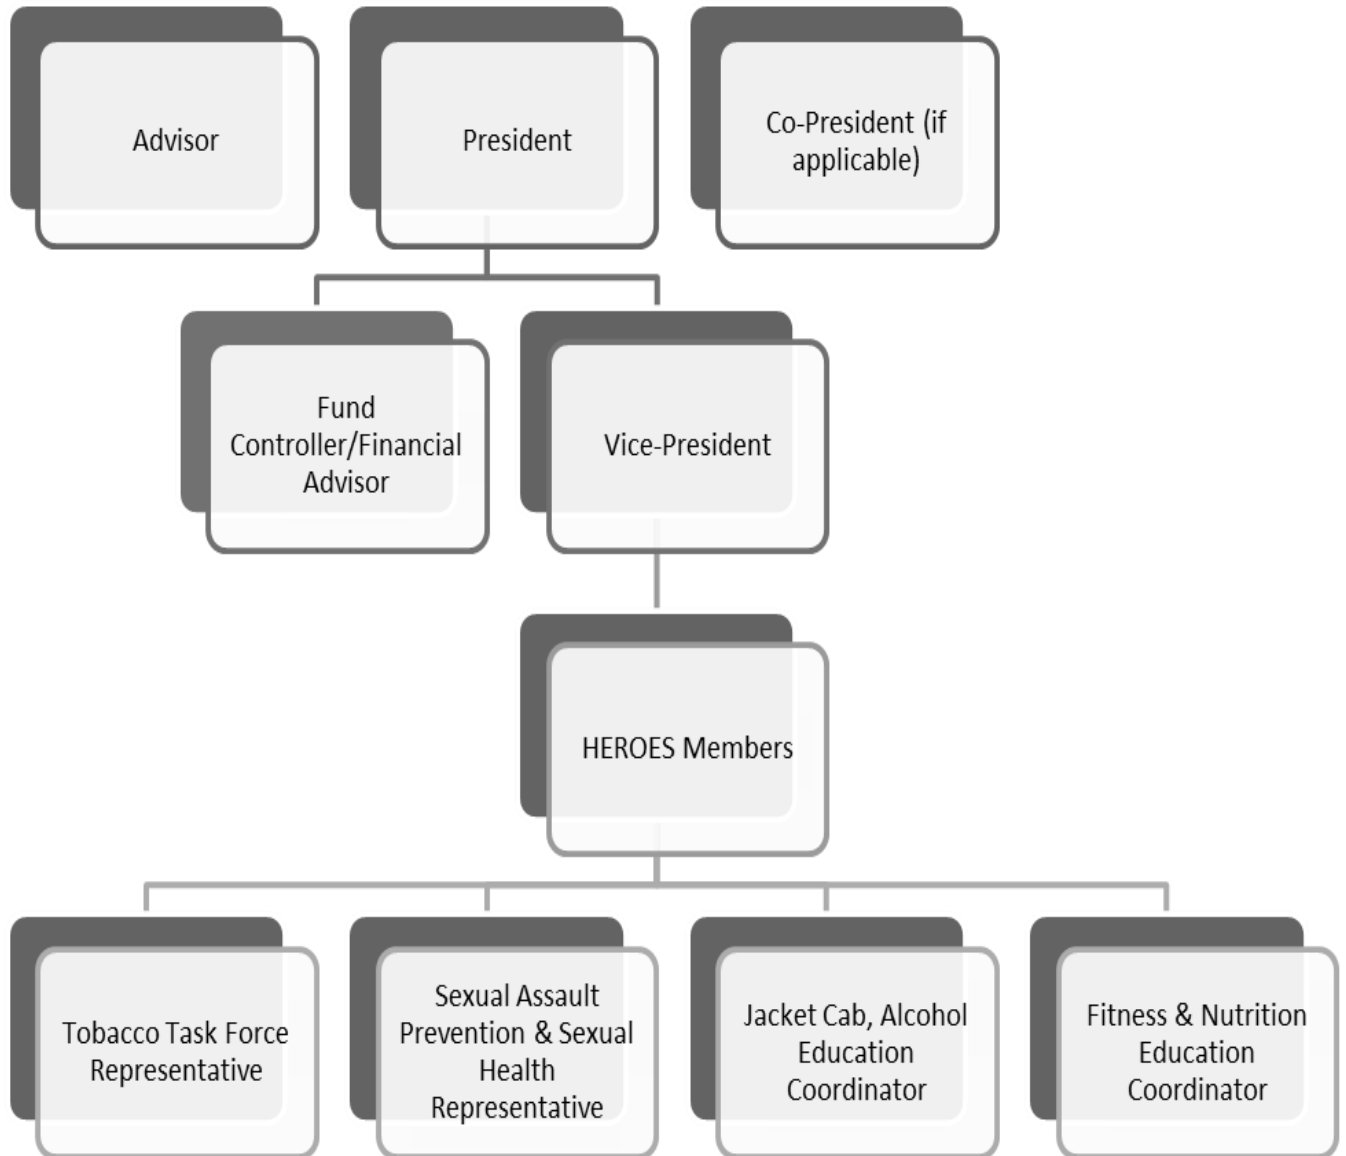 Advisor
President
Co-President (if
applicable)
Fund
Controller/Financial
Advisor
Vice-President
HEROES Members
Tobacco Task Force
Representative
Sexual Assault
Prevention & Sexual
Health
Representative
Jacket Cab, Alcohol
Education
Coordinator
Fitness & Nutrition
Education
Coordinator